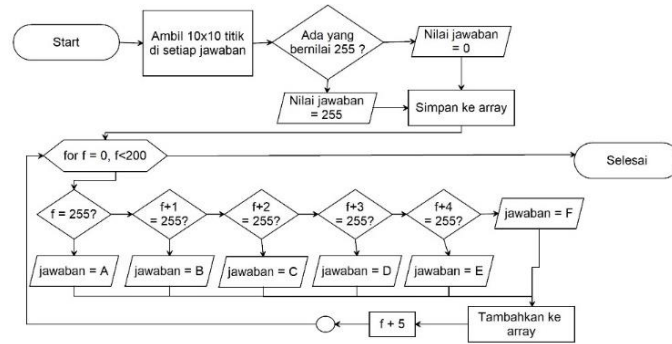 Start
Ambil 10x10 titik
di setiap jawaban
Ada yang
bernilai 255 ?
Nilai jawaban
= 0
Nilai jawaban
= 255
Simpan ke array
for f = 0, f<200
Selesai
f = 255?
f+1
= 255?
f+2
= 255?
f+3
= 255?
f+4
= 255?
jawaban = F
jawaban = A
jawaban = B
jawaban = C
jawaban = D
jawaban = E
Tambahkan ke
array
f + 5